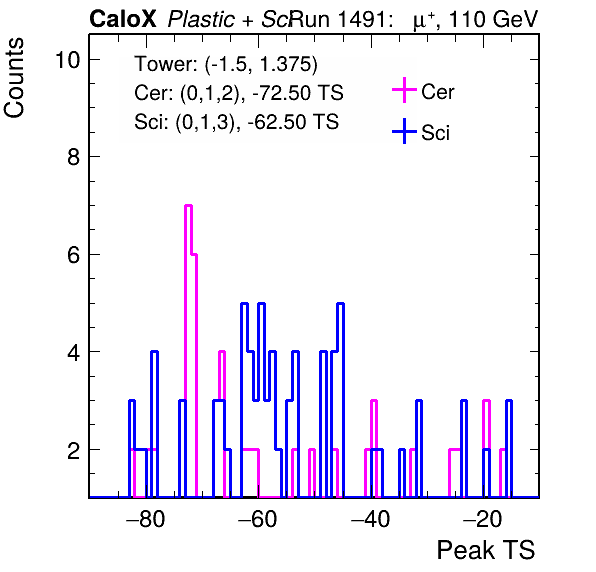 CaloX Plastic + Sci Run 1491: μ+, 110 GeV
Counts
Tower: (-1.5, 1.375)
Cer: (0,1,2), -72.50 TS
Sci: (0,1,3), -62.50 TS
Cer
Sci
10
8
6
4
2
−80 −60 −40 −20
Peak TS